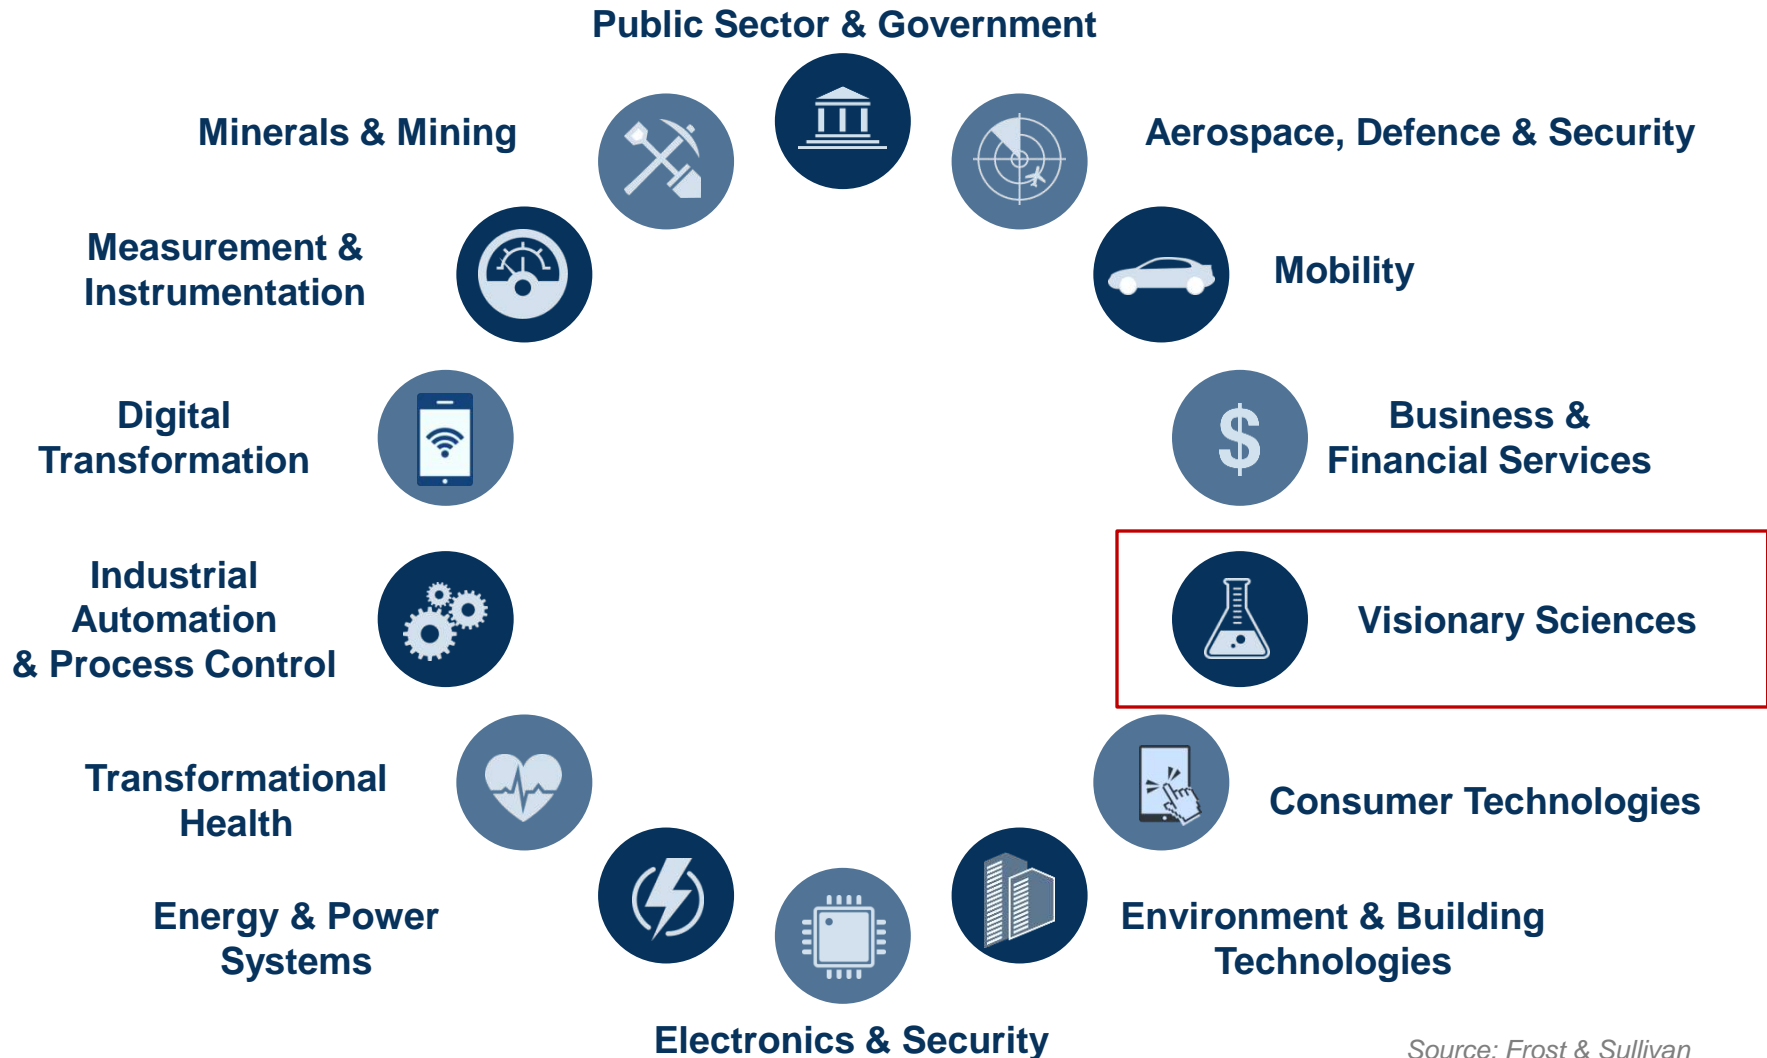 Public Sector & Government
Minerals & Mining
Aerospace, Defence & Security
Measurement &
Instrumentation
Mobility
Digital
Transformation
$
Business &
Financial Services
Industrial
Automation
& Process Control
Visionary Sciences
Transformational
Health
Consumer Technologies
Energy & Power
Systems
Environment & Building
Technologies
Electronics & Security
Source: Frost & Sullivan